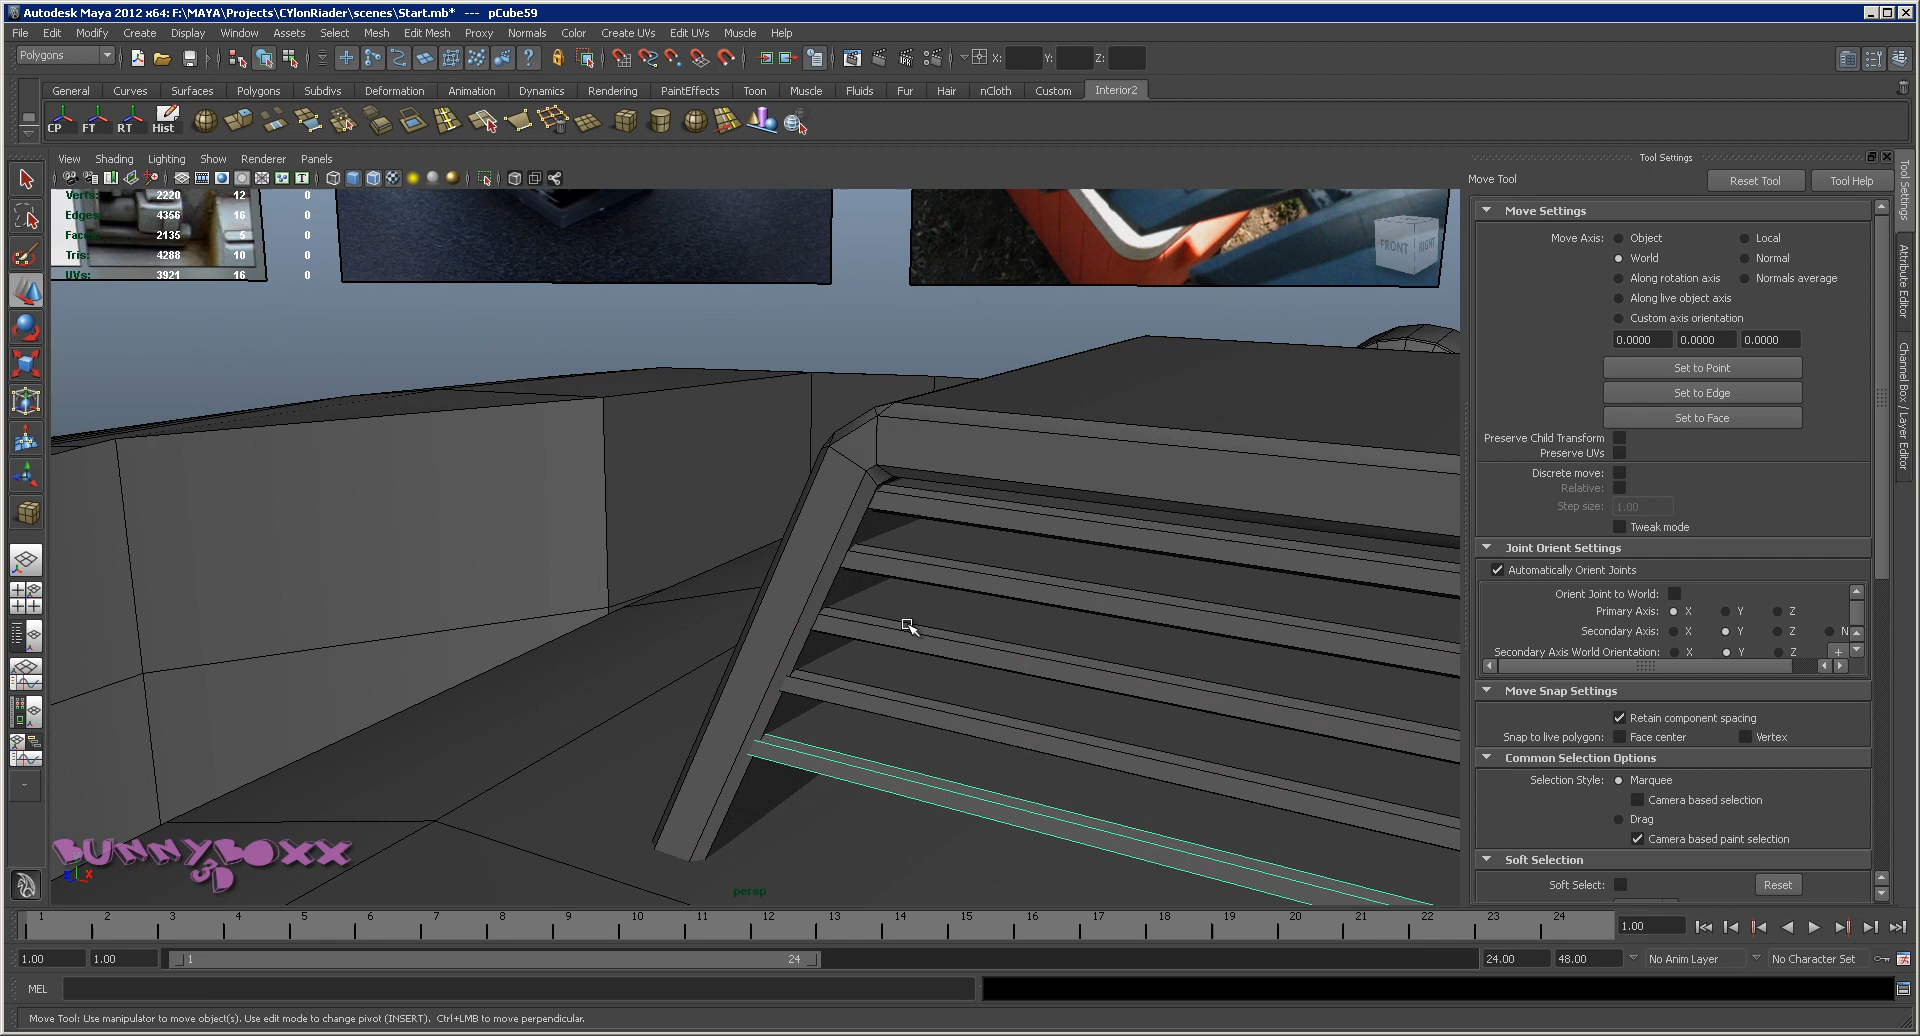 Autodesk Maya 2012 x64: F:\MAYA\Projects\CYlonRiader\scenes\Start.mb* --- pCube59
File Edit Modify Create Display Window Assets Select Mesh Edit Mesh Proxy Normals Color Create UVs Edit UVs Muscle Help
Polygons X: Y: Z:
General Curves Surfaces Polygons Subdivs Deformation Animation Dynamics Rendering PaintEffects Toon Muscle Fluids Fur Hair nCloth Custom Interior2
CP FT RT Hist
View Shading Lighting Show Renderer Panels
Verts: 2220 12 0
Edges: 4356 16 0
Faces: 2135 5 0
Tris: 4288 10 0
UVs: 3921 16 0
FRONT RIGHT
persp
BUNNYBOXX
3D
Tool Settings
Move Tool Reset Tool Tool Help
Move Settings
Move Axis: Object Local
World Normal
Along rotation axis Normals average
Along live object axis
Custom axis orientation
0.0000 0.0000 0.0000
Set to Point
Set to Edge
Set to Face
Preserve Child Transform
Preserve UVs
Discrete move:
Relative:
Step size: 1.00
Tweak mode
Joint Orient Settings
Automatically Orient Joints
Orient Joint to World:
Primary Axis: X Y Z
Secondary Axis: X Y Z N
Secondary Axis World Orientation: X Y Z +
Move Snap Settings
Retain component spacing
Snap to live polygon: Face center Vertex
Common Selection Options
Selection Style: Marquee
Camera based selection
Drag
Camera based paint selection
Soft Selection
Soft Select: Reset
Tool Settings
Attribute Editor
Channel Box / Layer Editor
1 2 3 4 5 6 7 8 9 10 11 12 13 14 15 16 17 18 19 20 21 22 23 24 1.00
1.00 1.00 1 24 24.00 48.00 No Anim Layer No Character Set
MEL
Move Tool: Use manipulator to move object(s). Use edit mode to change pivot (INSERT). Ctrl+LMB to move perpendicular.